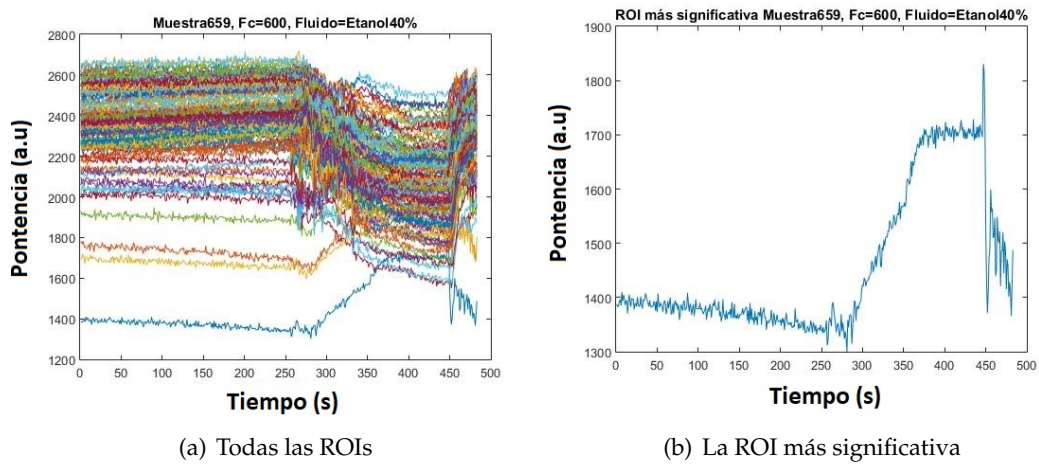 Muestra659, Fc=600, Fluido=Etanol40%
2800
2600
2400
2200
2000
1800
1600
1400
1200
Pontencia (a.u)
0 50 100 150 200 250 300 350 400 450 500
Tiempo (s)
(a) Todas las ROIs
ROI más significativa Muestra659, Fc=600, Fluido=Etanol40%
1900
1800
1700
1600
1500
1400
1300
Pontencia (a.u)
0 50 100 150 200 250 300 350 400 450 500
Tiempo (s)
(b) La ROI más significativa